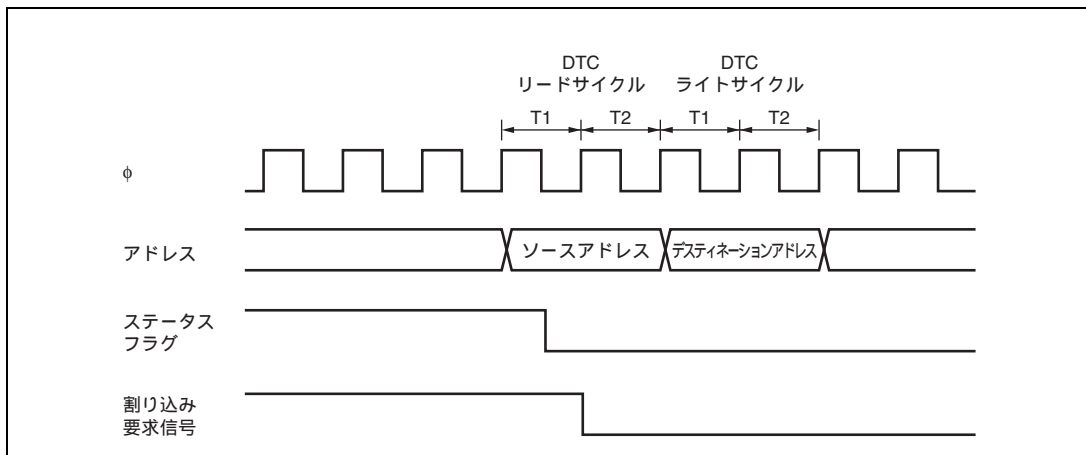 DTC
リードサイクル
DTC
ライトサイクル
T1
T2
T1
T2
φ
アドレス
ソースアドレス
デスティネーションアドレス
ステータス
フラグ
割り込み
要求信号